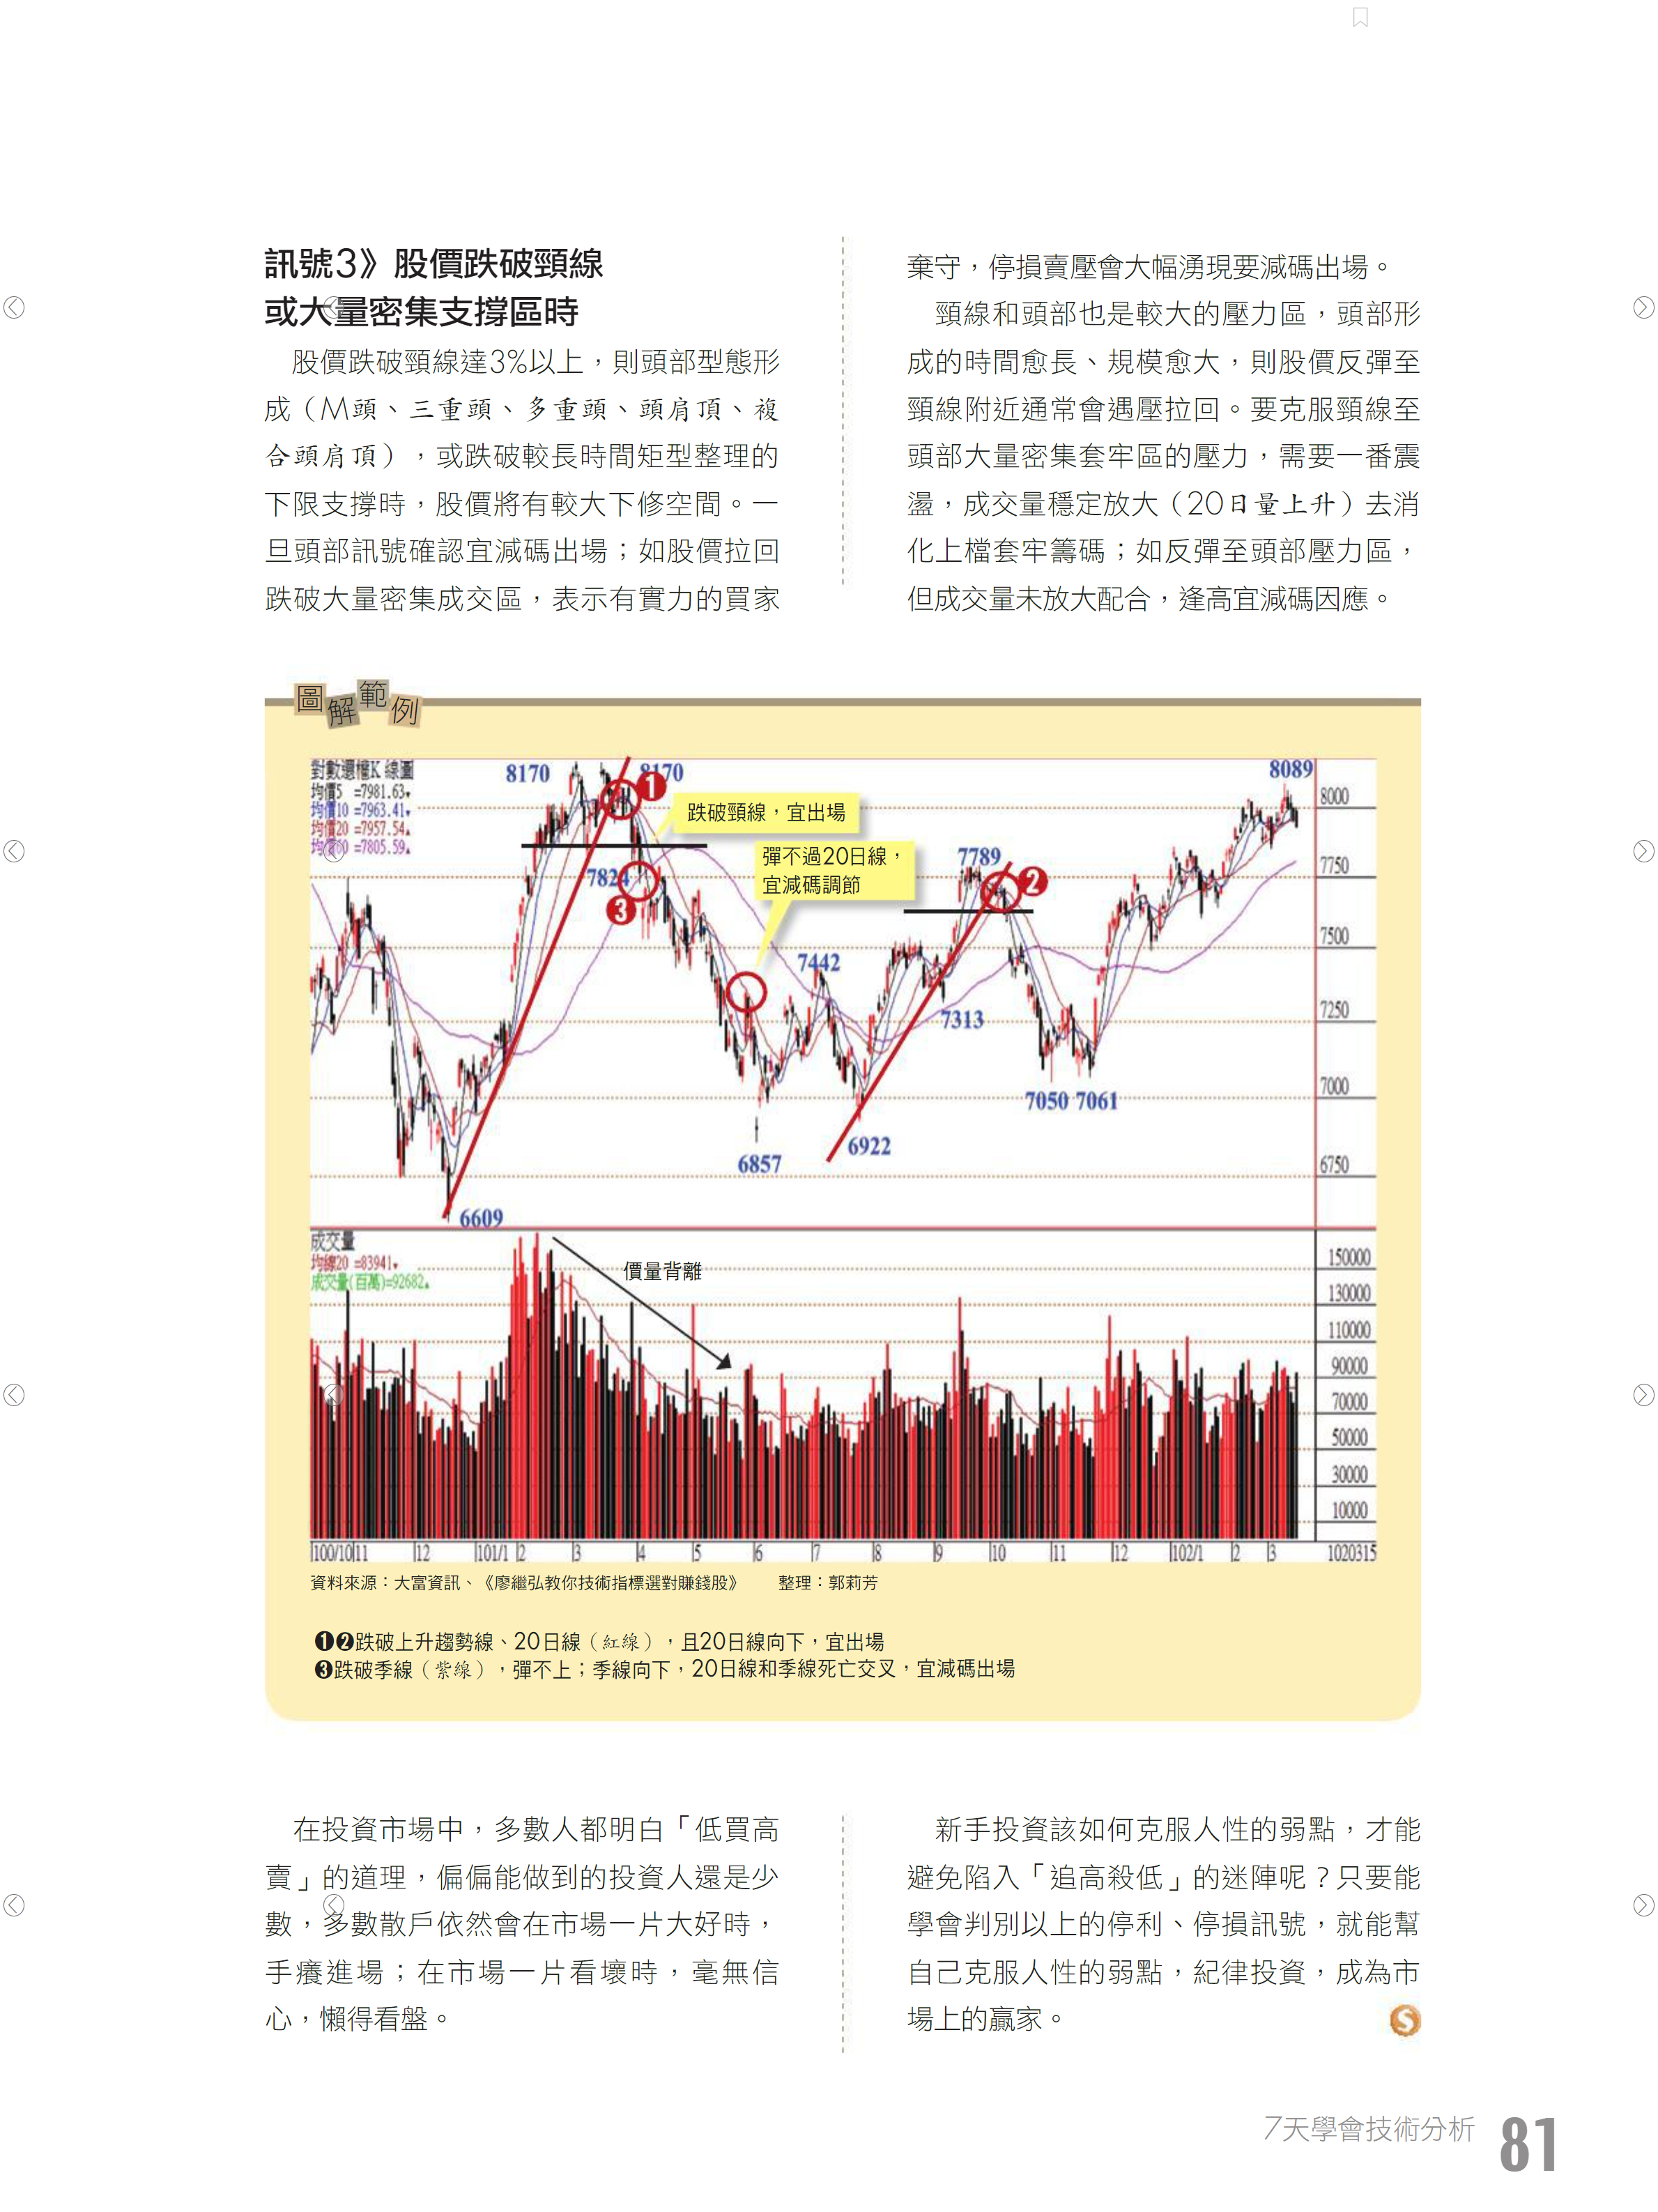 訊號3》股價跌破頸線
或大量密集支撐區時
股價跌破頸線達3%以上，則頭部型態形
成（M頭、三重頭、多重頭、頭肩頂、複
合頭肩頂），或跌破較長時間矩型整理的
下限支撐時，股價將有較大下修空間。一
旦頭部訊號確認宜減碼出場；如股價拉回
跌破大量密集成交區，表示有實力的買家
棄守，停損賣壓會大幅湧現要減碼出場。
頸線和頭部也是較大的壓力區，頭部形
成的時間愈長、規模愈大，則股價反彈至
頸線附近通常會遇壓拉回。要克服頸線至
頭部大量密集套牢區的壓力，需要一番震
盪，成交量穩定放大（20日量上升）去消
化上檔套牢籌碼；如反彈至頭部壓力區，
但成交量未放大配合，逢高宜減碼因應。
圖解範例
對數還權K 線圖
均價5 =7981.63▾
均價10 =7963.41▾
均價20 =7957.54▴
均價60 =7805.59▴
8170
8170
❶
跌破頸線，宜出場
彈不過20日線，
宜減碼調節
7824
❸
7789
❷
8089
7442
7313
7050 7061
6922
6857
6609
8000
7750
7500
7250
7000
6750
成交量
均線20 =83941▾
成交量(百萬)=92682▴
價量背離
150000
130000
110000
90000
70000
50000
30000
10000
100/10 11 12 101/1 2 3 4 5 6 7 8 9 10 11 12 102/1 2 3 1020315
資料來源：大富資訊、《廖繼弘教你技術指標選對賺錢股》 整理：郭莉芳
❶❷跌破上升趨勢線、20日線（紅線），且20日線向下，宜出場
❸跌破季線（紫線），彈不上；季線向下，20日線和季線死亡交叉，宜減碼出場
在投資市場中，多數人都明白「低買高
賣」的道理，偏偏能做到的投資人還是少
數，多數散戶依然會在市場一片大好時，
手癢進場；在市場一片看壞時，毫無信
心，懶得看盤。
新手投資該如何克服人性的弱點，才能
避免陷入「追高殺低」的迷陣呢？只要能
學會判別以上的停利、停損訊號，就能幫
自己克服人性的弱點，紀律投資，成為市
場上的贏家。
S
7天學會技術分析 81